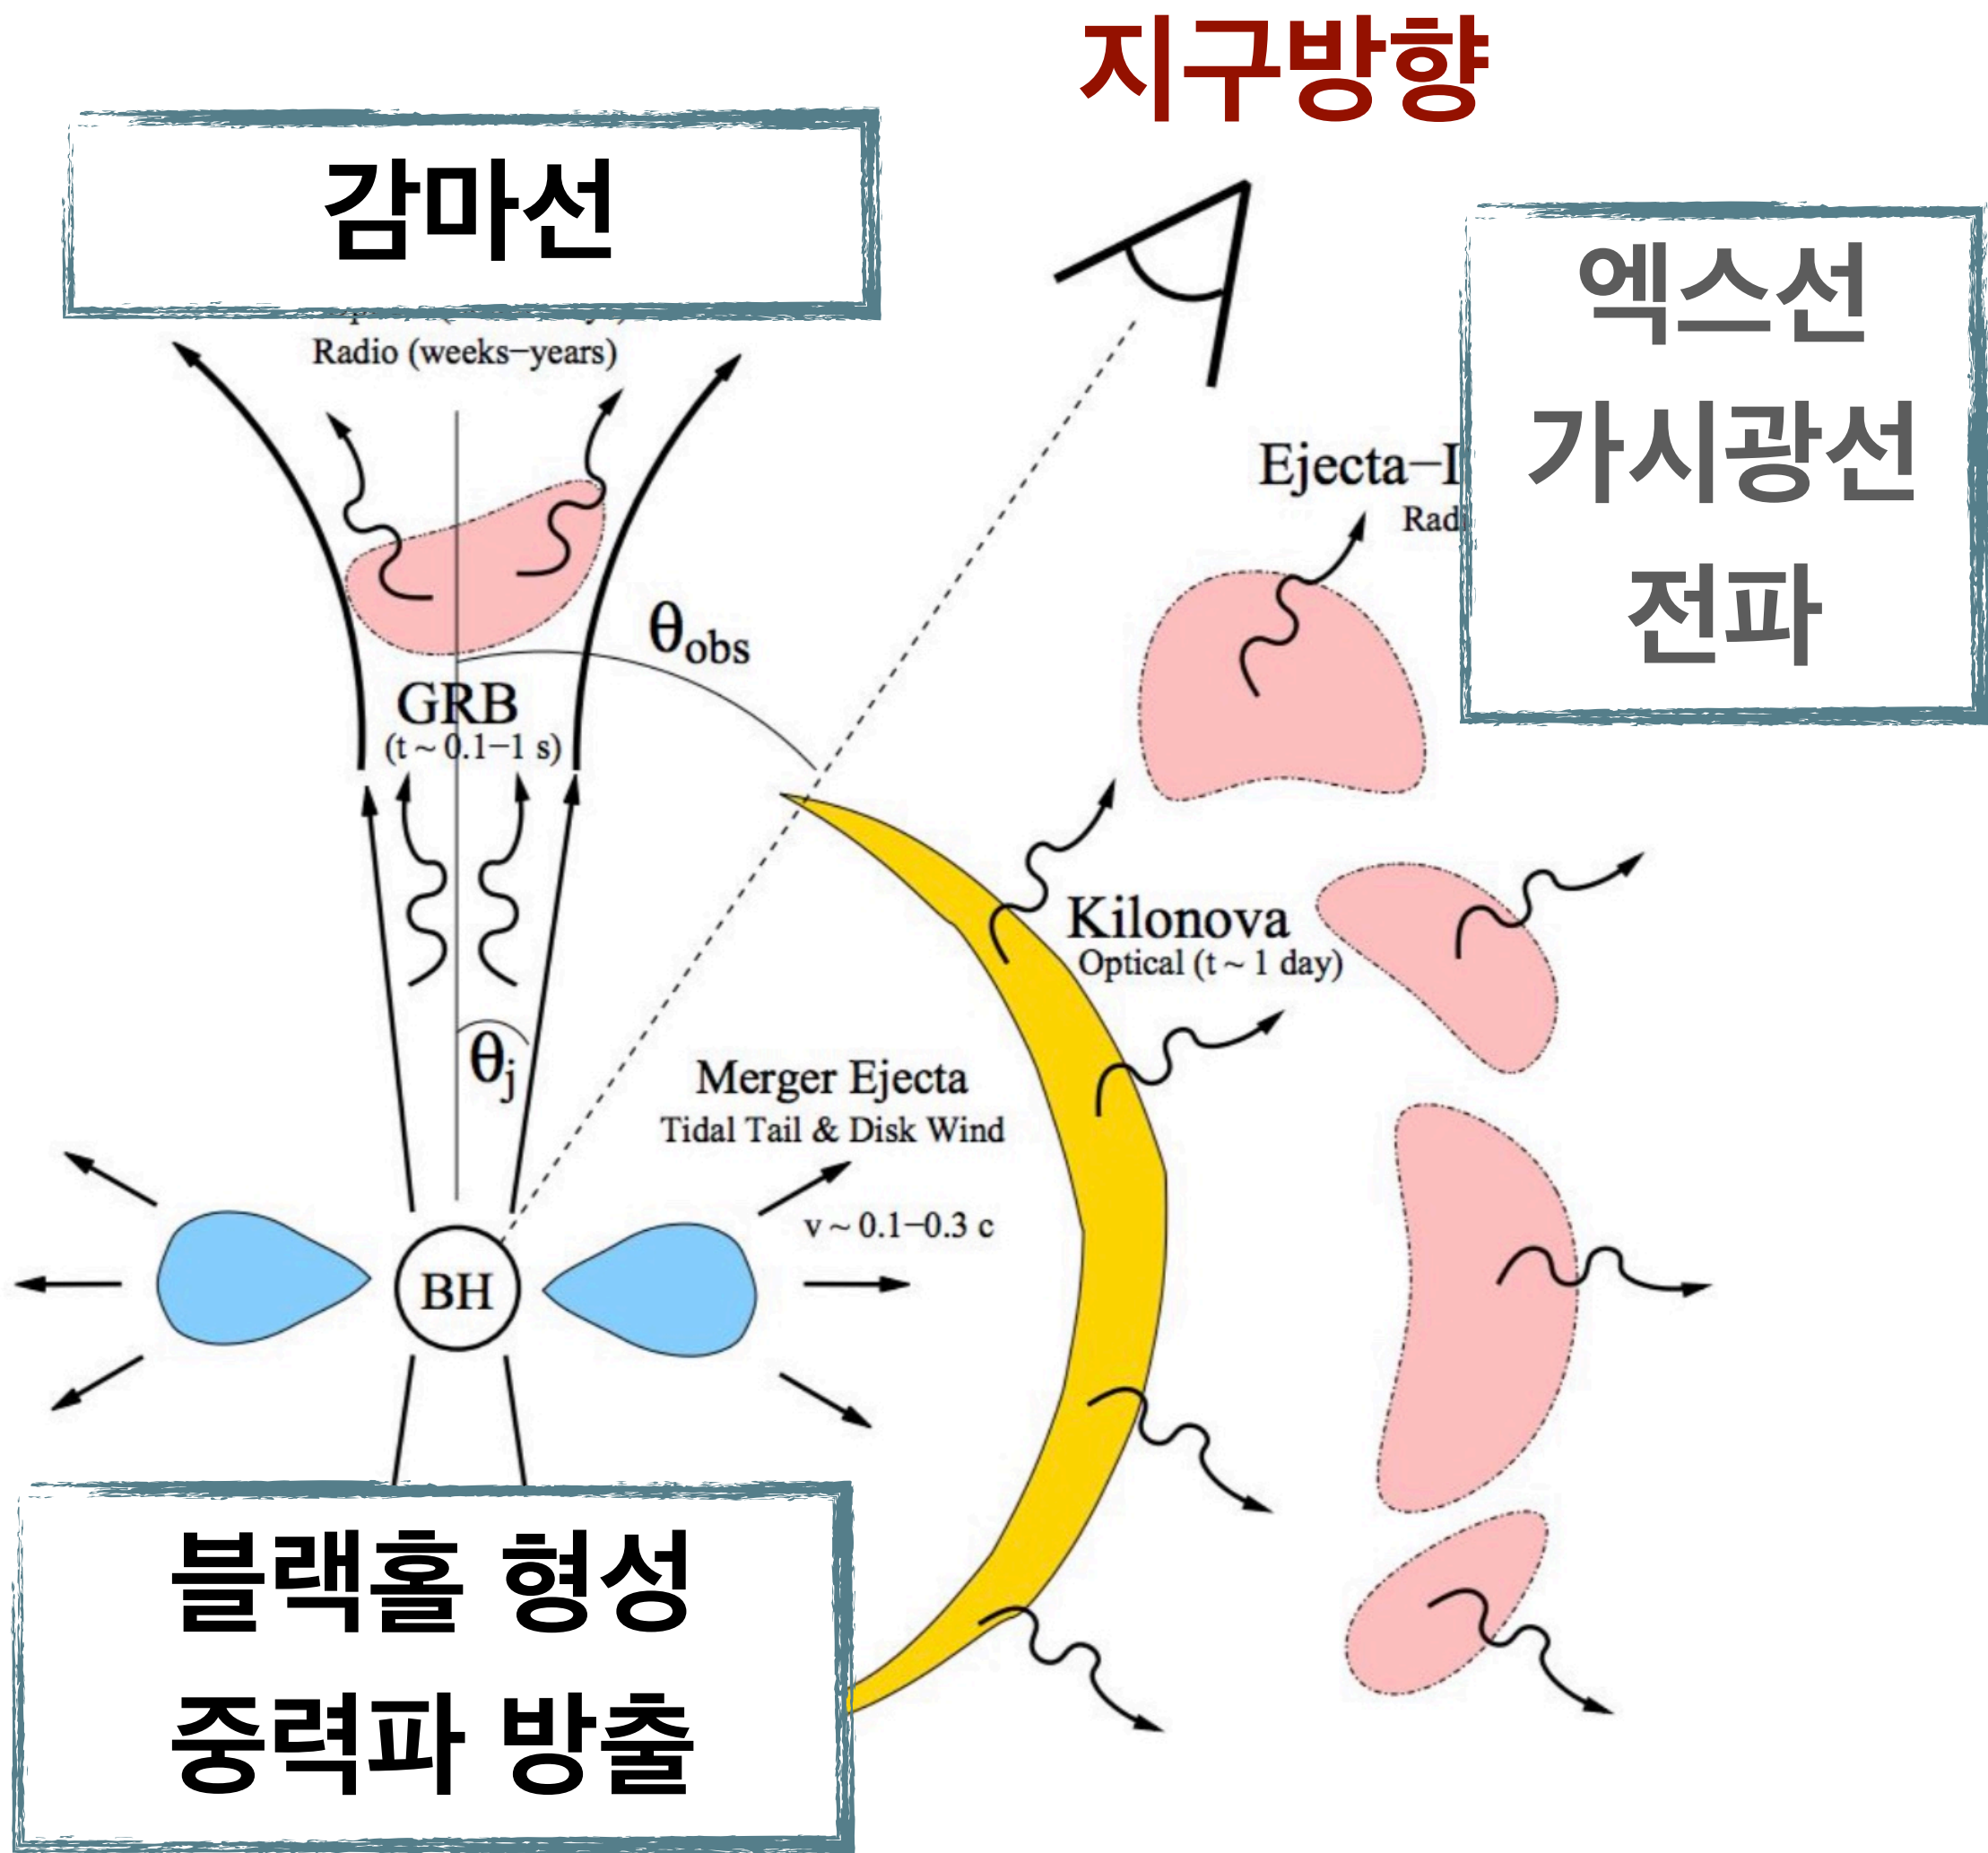 지구방향
감마선
Radio (weeks–years)
엑스선
가시광선
전파
Ejecta–I
Radi
θobs
GRB
(t ~ 0.1–1 s)
Kilonova
Optical (t ~ 1 day)
θj
Merger Ejecta
Tidal Tail & Disk Wind
v ~ 0.1–0.3 c
BH
블랙홀 형성
중력파 방출